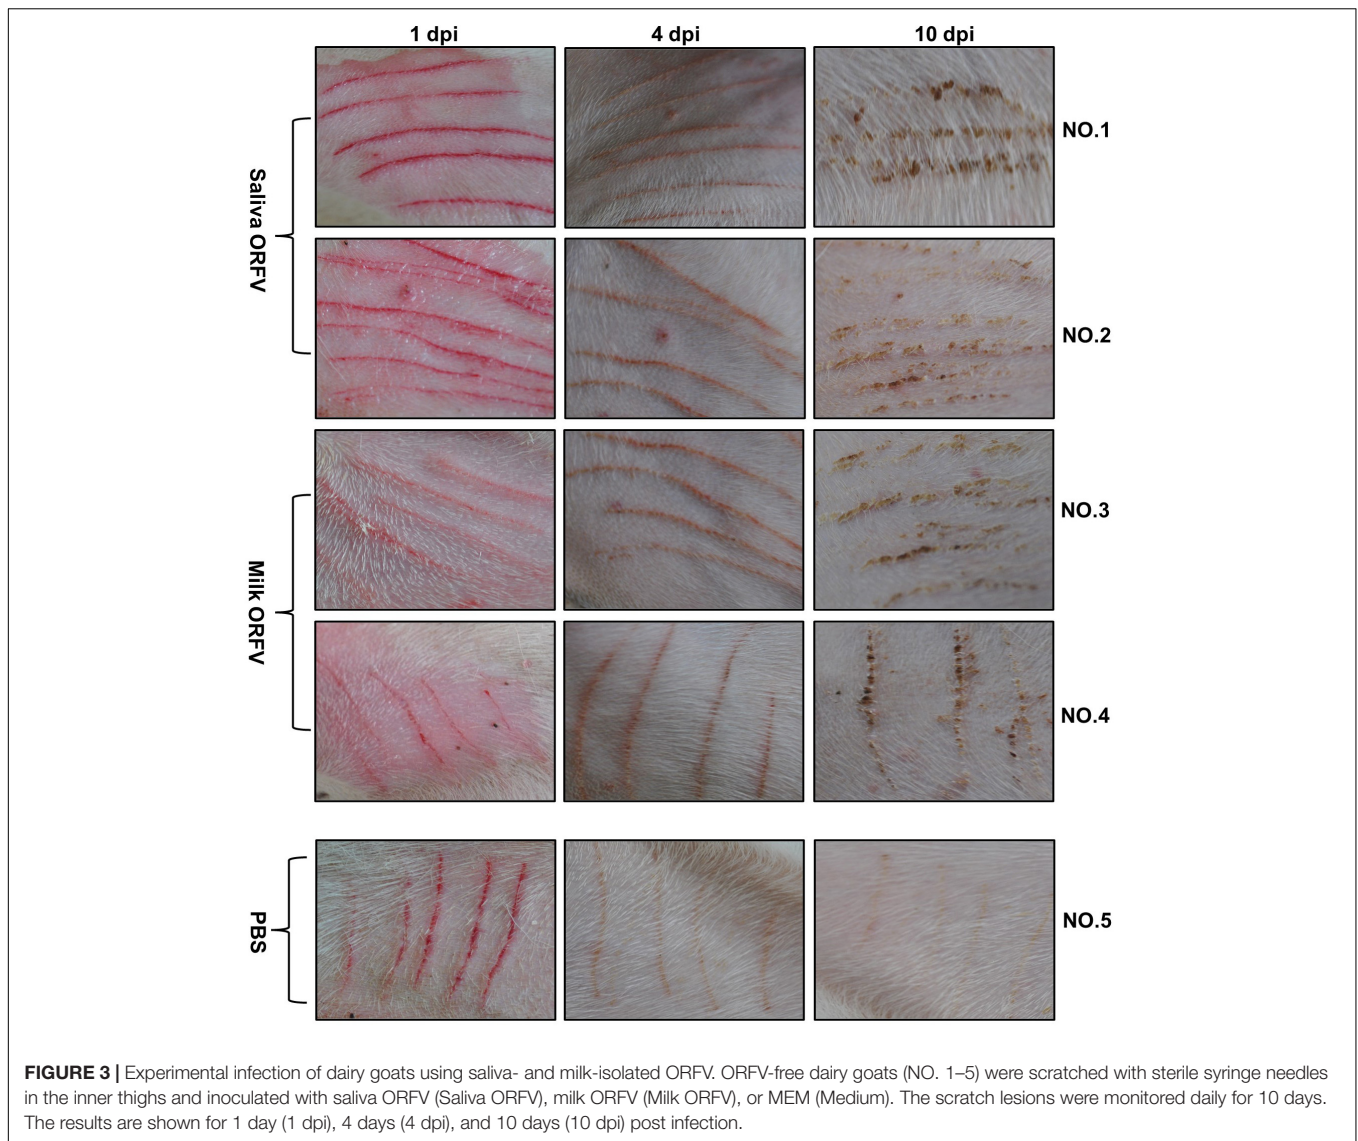 1 dpi 4 dpi 10 dpi
NO.1
Saliva ORFV
NO.2
NO.3
Milk ORFV
NO.4
PBS
NO.5
FIGURE 3 | Experimental infection of dairy goats using saliva- and milk-isolated ORFV. ORFV-free dairy goats (NO. 1–5) were scratched with sterile syringe needles
in the inner thighs and inoculated with saliva ORFV (Saliva ORFV), milk ORFV (Milk ORFV), or MEM (Medium). The scratch lesions were monitored daily for 10 days.
The results are shown for 1 day (1 dpi), 4 days (4 dpi), and 10 days (10 dpi) post infection.